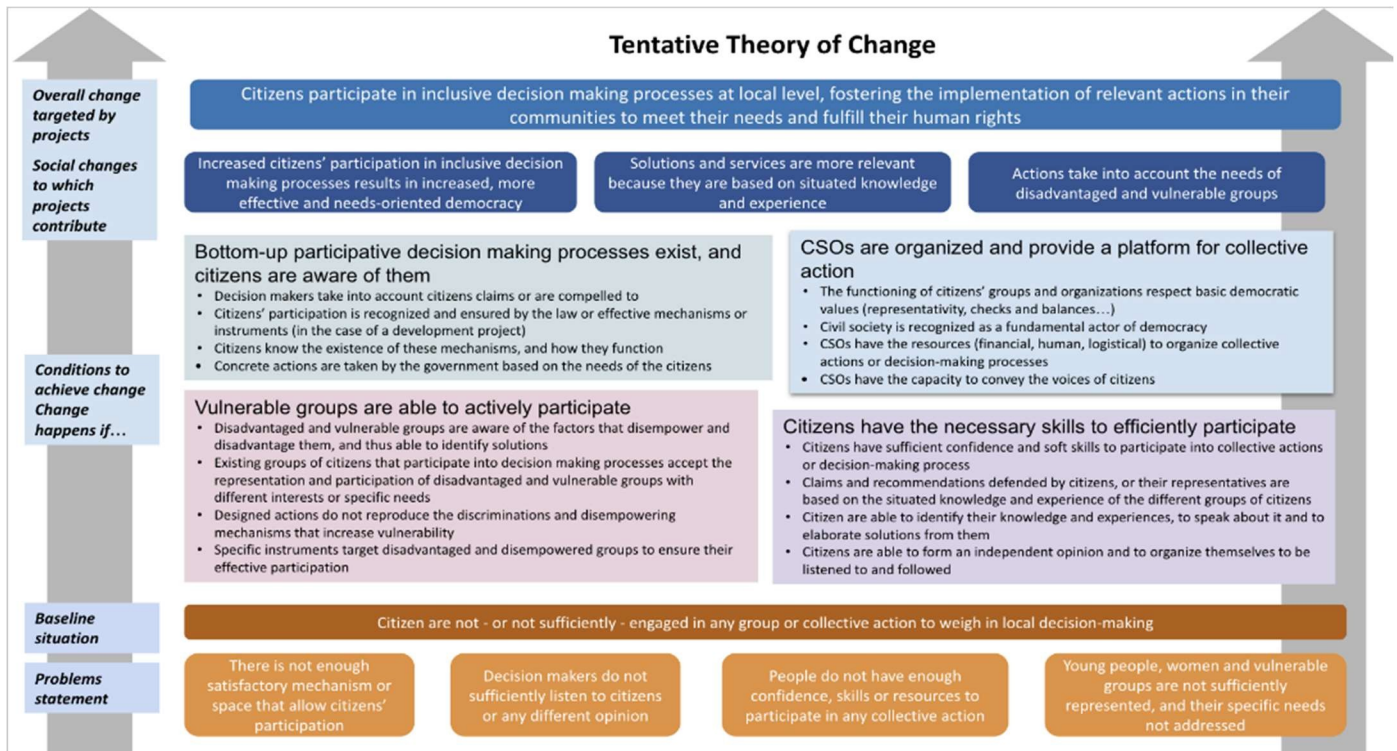 Tentative Theory of Change
Overall change
targeted by
projects
Citizens participate in inclusive decision making processes at local level, fostering the implementation of relevant actions in their
communities to meet their needs and fulfill their human rights
Social changes
to which
projects
contribute
Increased citizens' participation in inclusive decision
making processes results in increased, more
effective and needs-oriented democracy
Solutions and services are more relevant
because they are based on situated knowledge
and experience
Actions take into account the needs of
disadvantaged and vulnerable groups
Conditions to
achieve change
Change
happens if…
Bottom-up participative decision making processes exist, and
citizens are aware of them
• Decision makers take into account citizens claims or are compelled to
• Citizens' participation is recognized and ensured by the law or effective mechanisms or
instruments (in the case of a development project)
• Citizens know the existence of these mechanisms, and how they function
• Concrete actions are taken by the government based on the needs of the citizens
CSOs are organized and provide a platform for collective
action
• The functioning of citizens' groups and organizations respect basic democratic
values (representativity, checks and balances…)
• Civil society is recognized as a fundamental actor of democracy
• CSOs have the resources (financial, human, logistical) to organize collective
actions or decision-making processes
• CSOs have the capacity to convey the voices of citizens
Vulnerable groups are able to actively participate
• Disadvantaged and vulnerable groups are aware of the factors that disempower and
disadvantage them, and thus able to identify solutions
• Existing groups of citizens that participate into decision making processes accept the
representation and participation of disadvantaged and vulnerable groups with
different interests or specific needs
• Designed actions do not reproduce the discriminations and disempowering
mechanisms that increase vulnerability
• Specific instruments target disadvantaged and disempowered groups to ensure their
effective participation
Citizens have the necessary skills to efficiently participate
• Citizens have sufficient confidence and soft skills to participate into collective actions
or decision-making process
• Claims and recommendations defended by citizens, or their representatives are
based on the situated knowledge and experience of the different groups of citizens
• Citizen are able to identify their knowledge and experiences, to speak about it and to
elaborate solutions from them
• Citizens are able to form an independent opinion and to organize themselves to be
listened to and followed
Baseline
situation
Citizen are not - or not sufficiently - engaged in any group or collective action to weigh in local decision-making
Problems
statement
There is not enough
satisfactory mechanism or
space that allow citizens'
participation
Decision makers do not
sufficiently listen to citizens
or any different opinion
People do not have enough
confidence, skills or resources to
participate in any collective action
Young people, women and vulnerable
groups are not sufficiently
represented, and their specific needs
not addressed